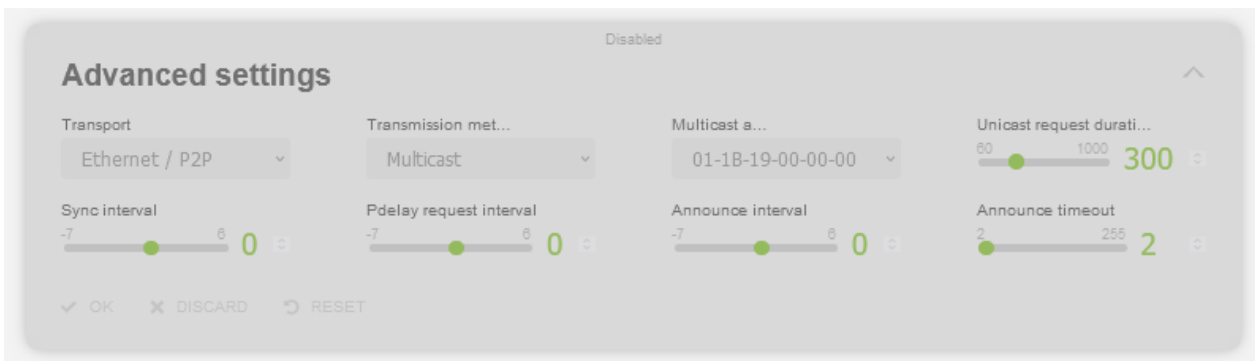 Disabled
Advanced settings
Transport
Transmission met...
Multicast a...
Unicast request durati...
Ethernet / P2P
Multicast
01-1B-19-00-00-00
60 1000 300
Sync interval
Pdelay request interval
Announce interval
Announce timeout
-7 6 0
-7 6 0
-7 6 0
2 255 2
OK DISCARD RESET